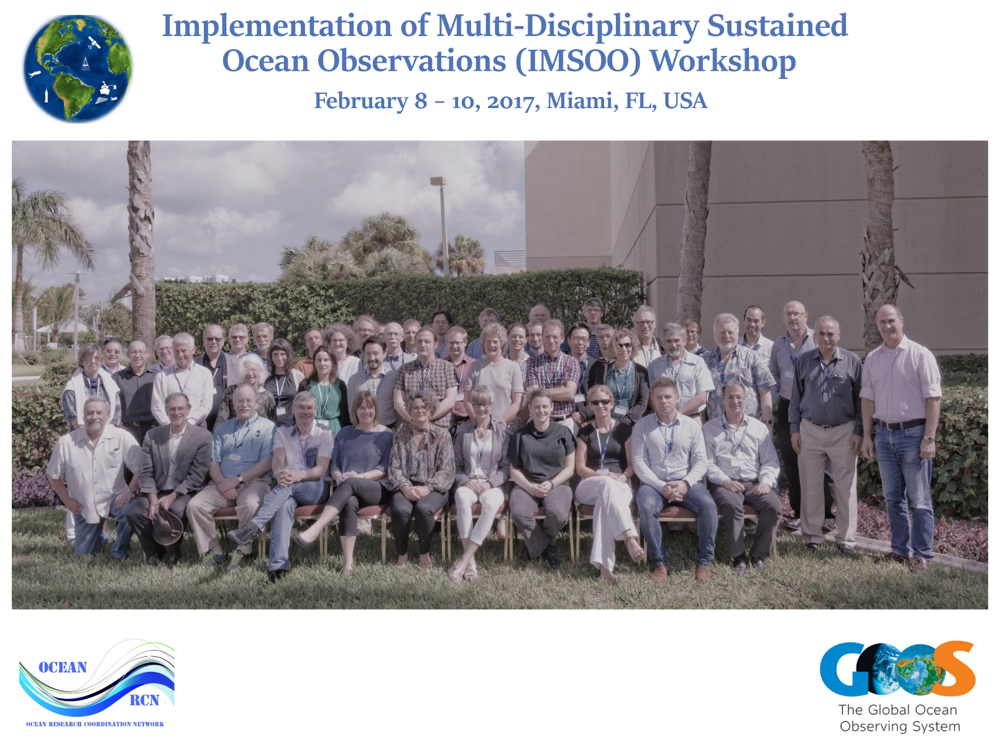 Implementation of Multi-Disciplinary Sustained
Ocean Observations (IMSOO) Workshop
February 8 – 10, 2017, Miami, FL, USA
OCEAN
RCN
OCEAN RESEARCH COORDINATION NETWORK
GOOS
The Global Ocean
Observing System